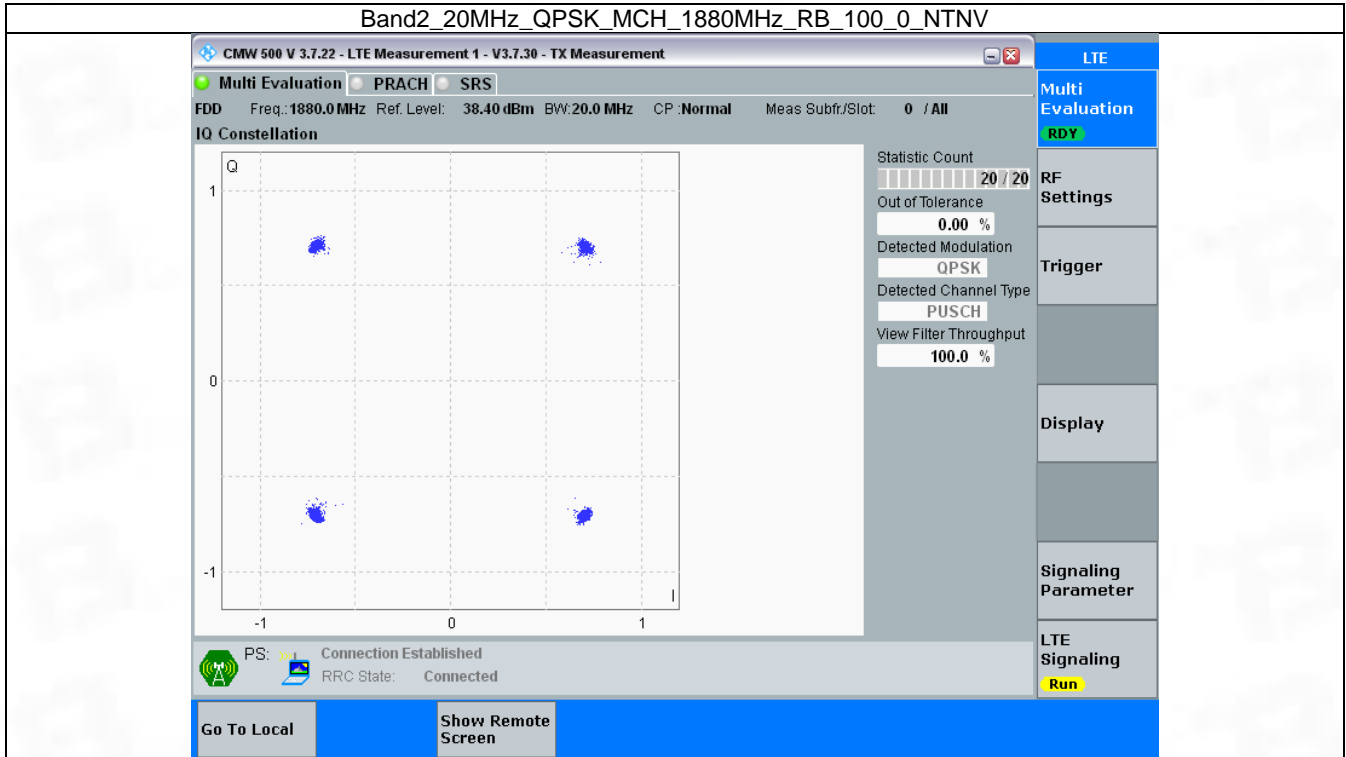 Band2_20MHz_QPSK_MCH_1880MHz_RB_100_0_NTNV
CMW 500 V 3.7.22 - LTE Measurement 1 - V3.7.30 - TX Measurement
LTE
Multi Evaluation PRACH SRS
Multi
Evaluation
RDY
FDD Freq.:1880.0 MHz Ref. Level: 38.40 dBm BW:20.0 MHz CP :Normal Meas Subfr./Slot: 0 / All
IQ Constellation
Q
1
0
-1
I
-1 0 1
Statistic Count
20 / 20
Out of Tolerance
0.00 %
Detected Modulation
QPSK
Detected Channel Type
PUSCH
View Filter Throughput
100.0 %
RF
Settings
Trigger
Display
Signaling
Parameter
LTE
Signaling
Run
PS: Connection Established
RRC State: Connected
Go To Local
Show Remote
Screen